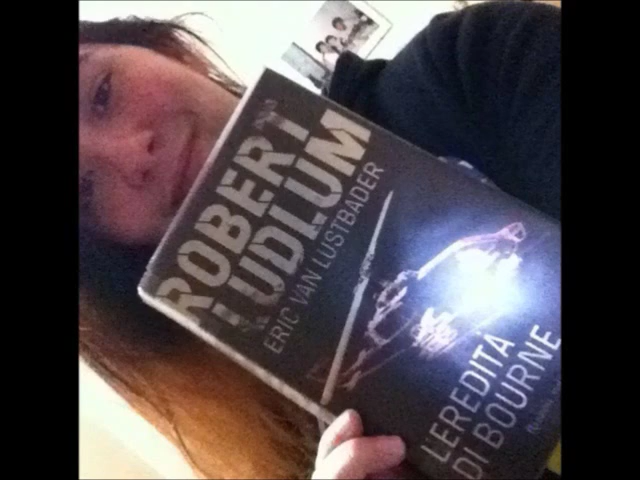 ROBERT
LUDLUM
ERIC VAN LUSTBADER
L'EREDITÀ
DI BOURNE